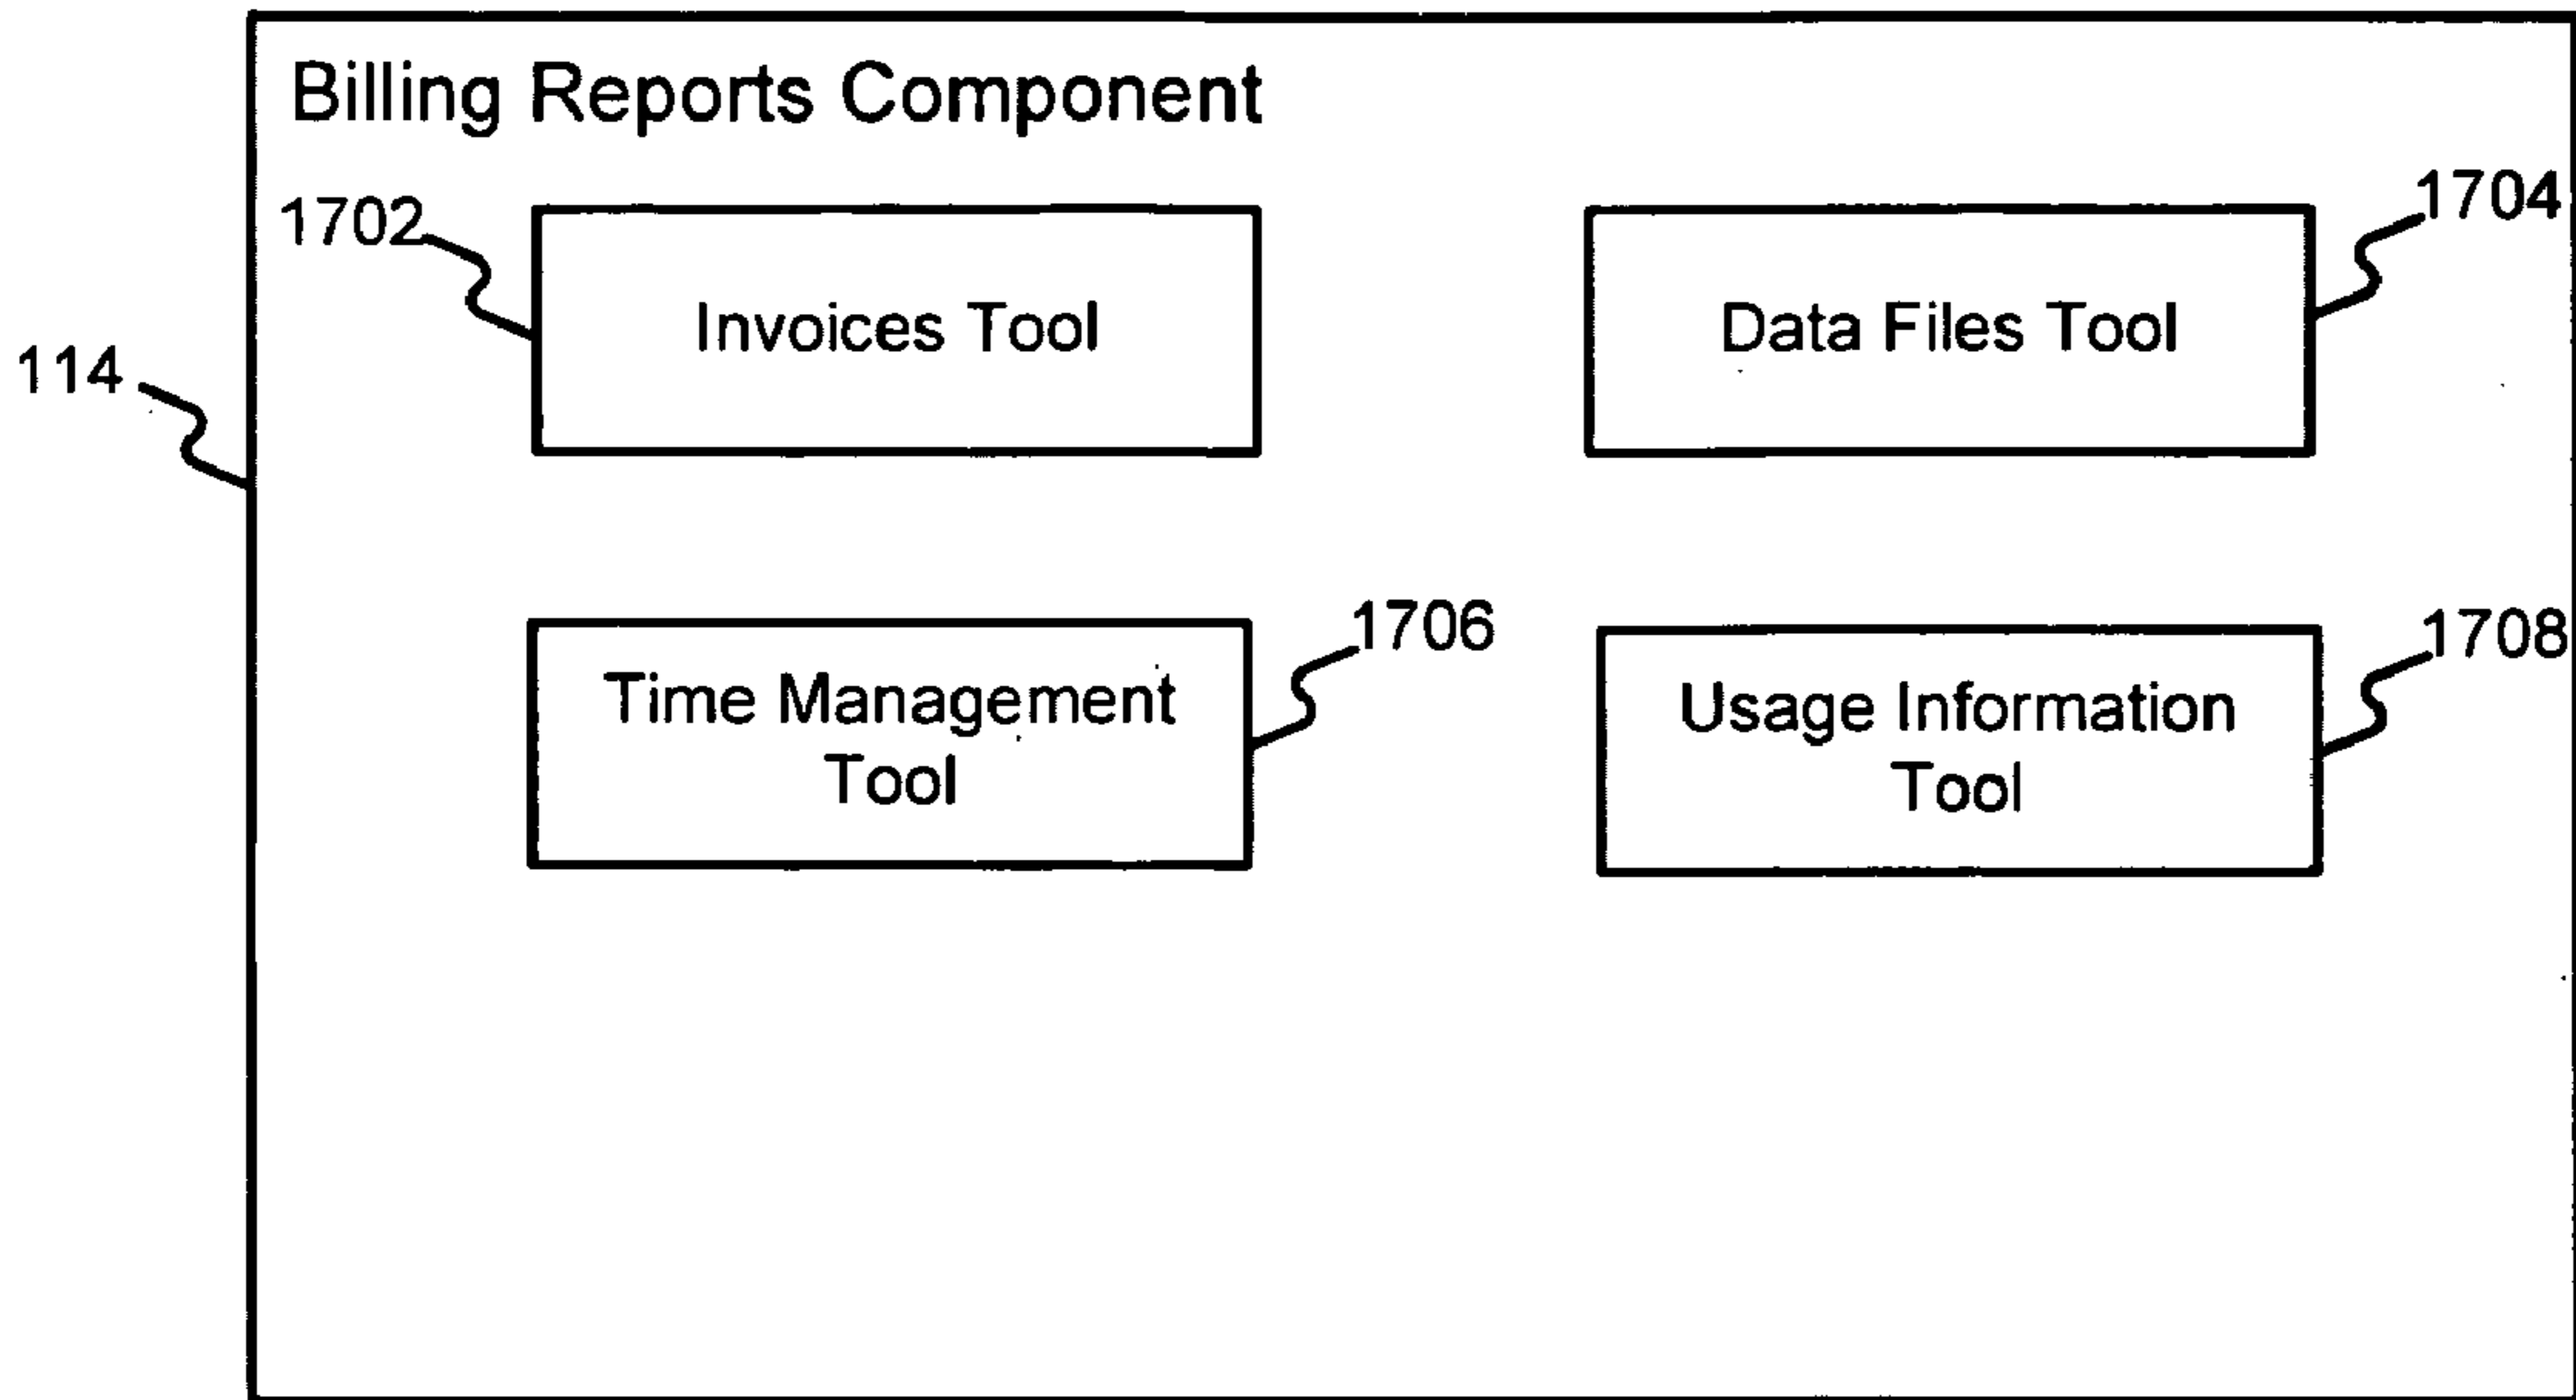 Billing Reports Component
1702
1704
Invoices Tool
Data Files Tool
114
1706
1708
Time Management
Tool
Usage Information
Tool